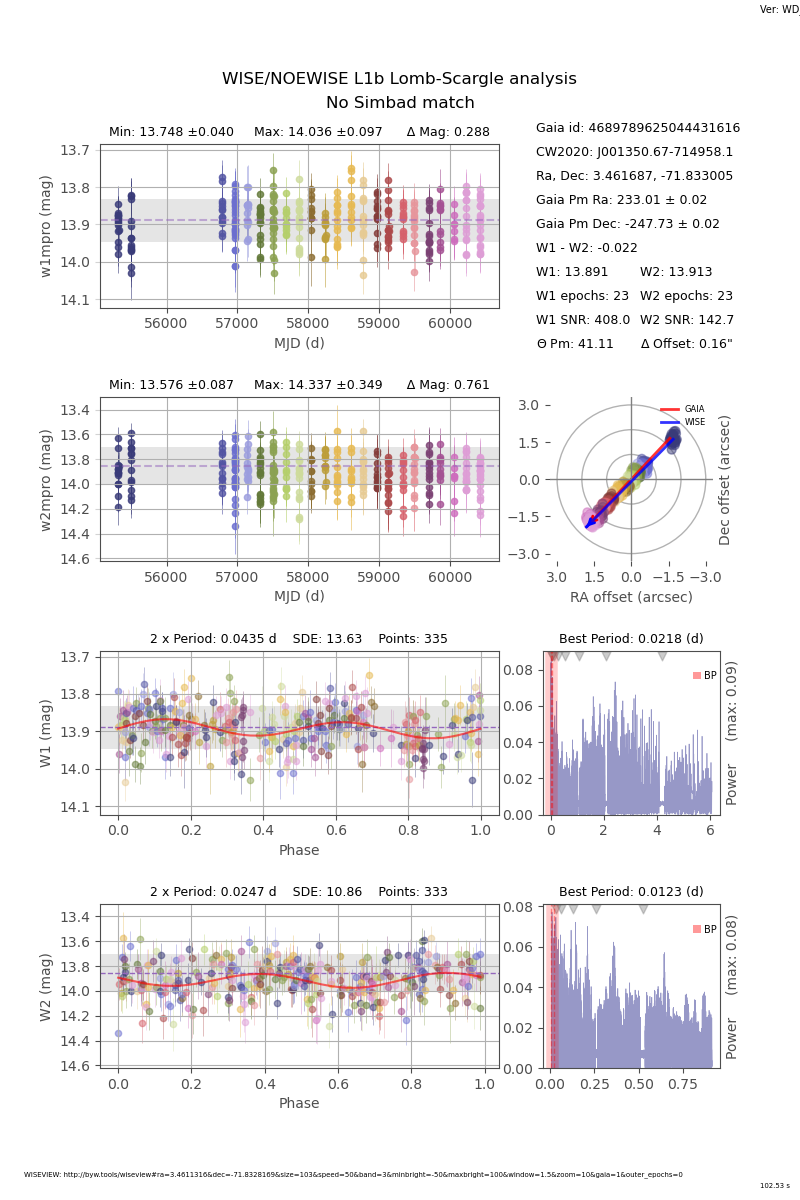 Ver: WD_
WISE/NOEWISE L1b Lomb-Scargle analysis
No Simbad match
Min: 13.748 ±0.040 Max: 14.036 ±0.097 Δ Mag: 0.288
13.7
13.8
13.9
14.0
14.1
w1mpro (mag)
56000 57000 58000 59000 60000
MJD (d)
Gaia id: 4689789625044431616
CW2020: J001350.67-714958.1
Ra, Dec: 3.461687, -71.833005
Gaia Pm Ra: 233.01 ± 0.02
Gaia Pm Dec: -247.73 ± 0.02
W1 - W2: -0.022
W1: 13.891 W2: 13.913
W1 epochs: 23 W2 epochs: 23
W1 SNR: 408.0 W2 SNR: 142.7
Θ Pm: 41.11 Δ Offset: 0.16"
Min: 13.576 ±0.087 Max: 14.337 ±0.349 Δ Mag: 0.761
13.4
13.6
13.8
14.0
14.2
14.4
14.6
w2mpro (mag)
56000 57000 58000 59000 60000
MJD (d)
GAIA
WISE
3.0
1.5
0.0
−1.5
−3.0
Dec offset (arcsec)
3.0 1.5 0.0 −1.5 −3.0
RA offset (arcsec)
2 x Period: 0.0435 d SDE: 13.63 Points: 335
13.7
13.8
13.9
14.0
14.1
W1 (mag)
0.0 0.2 0.4 0.6 0.8 1.0
Phase
Best Period: 0.0218 (d)
BP
0.08
0.06
0.04
0.02
0.00
Power (max: 0.09)
0 2 4 6
2 x Period: 0.0247 d SDE: 10.86 Points: 333
13.4
13.6
13.8
14.0
14.2
14.4
14.6
W2 (mag)
0.0 0.2 0.4 0.6 0.8 1.0
Phase
Best Period: 0.0123 (d)
BP
0.08
0.06
0.04
0.02
0.00
Power (max: 0.08)
0.00 0.25 0.50 0.75
WISEVIEW: http://byw.tools/wiseview#ra=3.4611316&dec=-71.8328169&size=103&speed=50&band=3&minbright=-50&maxbright=100&window=1.5&zoom=10&gaia=1&outer_epochs=0
102.53 s